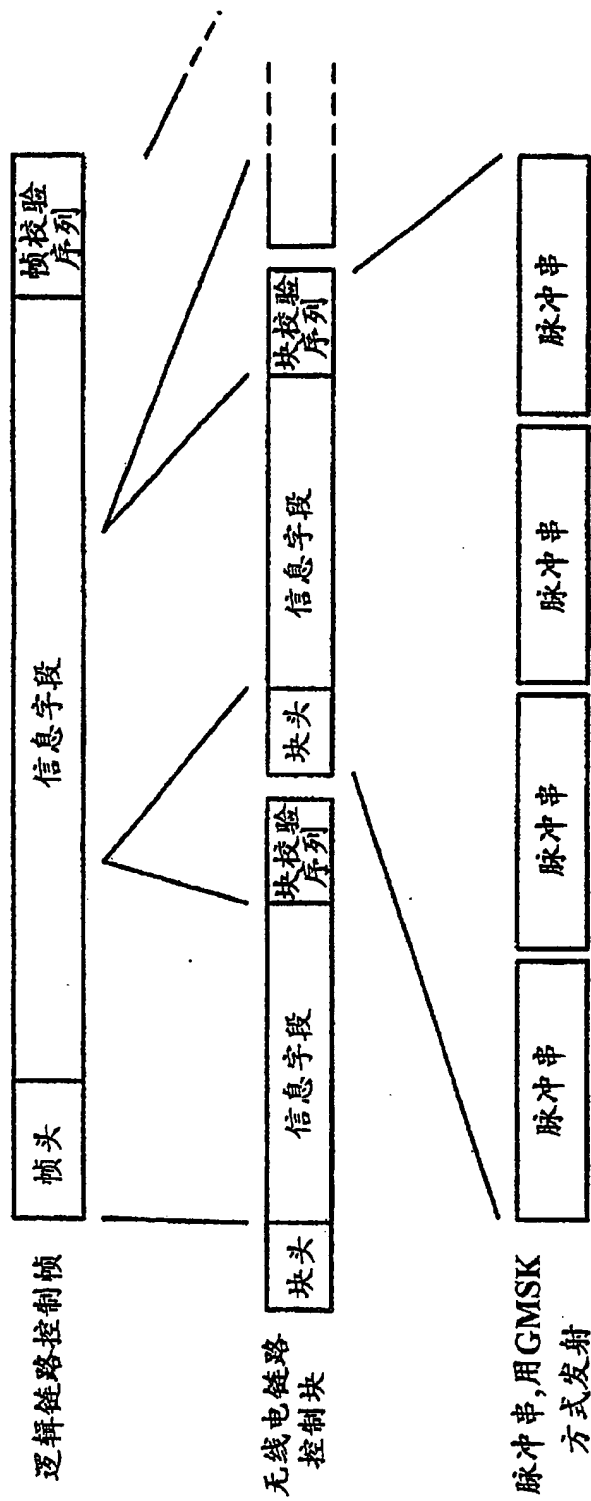 逻辑链路控制帧
帧头
信息字段
帧校验
序列
无线电链路
控制块
块头
信息字段
块校验
序列
块头
信息字段
块校验
序列
脉冲串,用GMSK
方式发射
脉冲串
脉冲串
脉冲串
脉冲串